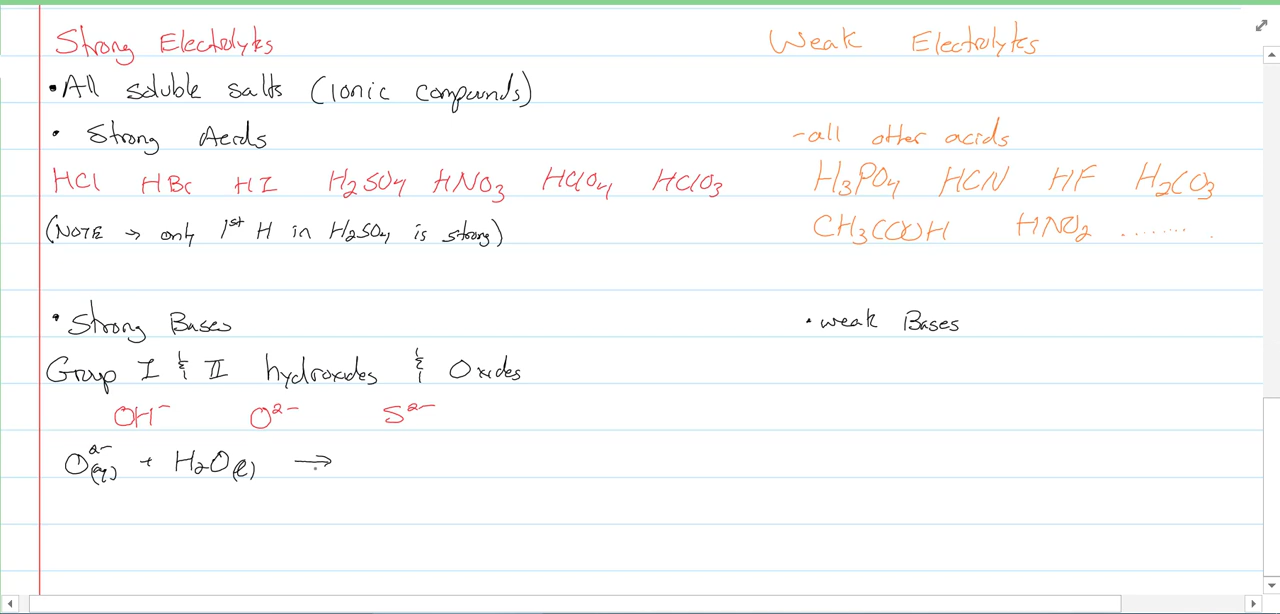 Strong Electrolytes
Weak Electrolytes
• All soluble salts (Ionic compounds)
• Strong Acids
- all other acids
HCl HBr HI H₂SO₄ HNO₃ HClO₄ HClO₃
H₃PO₄ HCN HF H₂CO₃
(NOTE → only 1ˢᵗ H in H₂SO₄ is strong)
CH₃COOH HNO₂ ...........
• Strong Bases
• weak Bases
Group I & II hydroxides & Oxides
OH⁻ O²⁻ S²⁻
O²⁻(aq) + H₂O(l) →